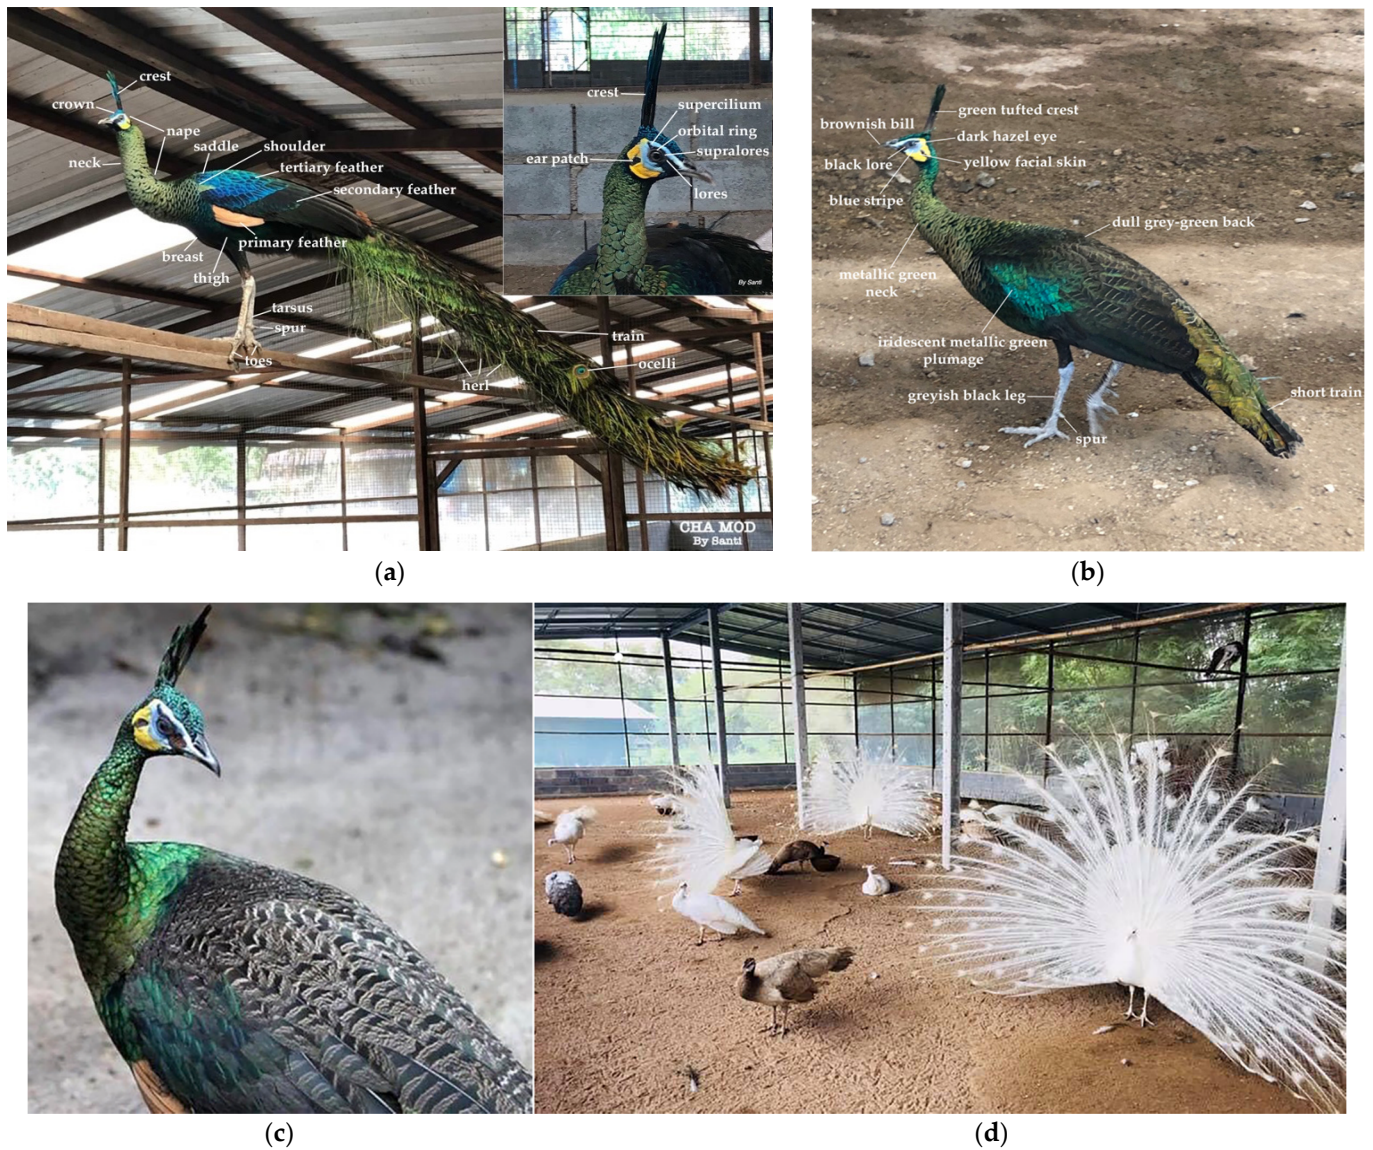 crest
crown
nape
saddle
shoulder
neck
tertiary feather
secondary feather
primary feather
breast
thigh
tarsus
spur
toes
train
ocelli
herl
CHA MOD
By Santi
crest
supercilium
orbital ring
supralores
ear patch
lores
By Santi
(a)
green tufted crest
brownish bill
dark hazel eye
black lore
yellow facial skin
blue stripe
dull grey-green back
metallic green
neck
iridescent metallic green
plumage
greyish black leg
short train
spur
(b)
(c)
(d)